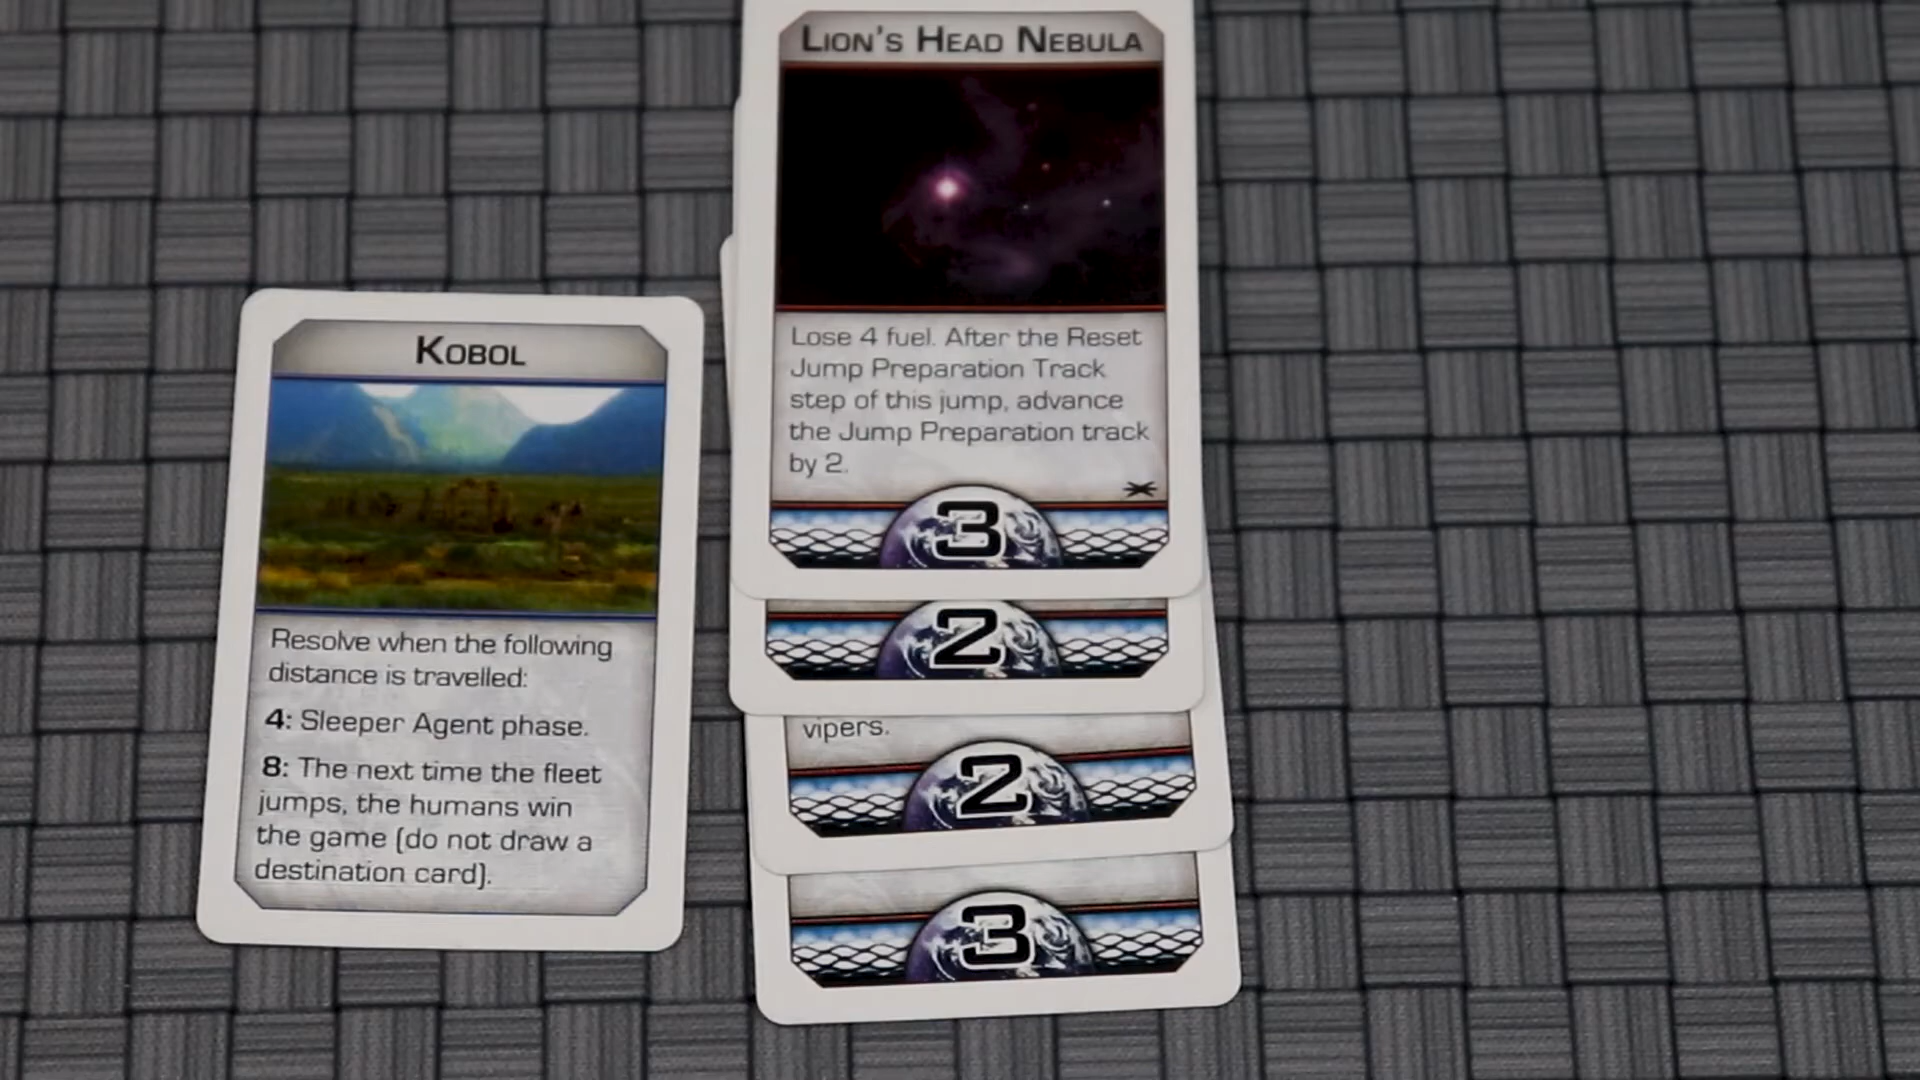 KOBOL
Resolve when the following
distance is travelled:
4: Sleeper Agent phase.
8: The next time the fleet
jumps, the humans win
the game (do not draw a
destination card).
LION'S HEAD NEBULA
Lose 4 fuel. After the Reset
Jump Preparation Track
step of this jump, advance
the Jump Preparation track
by 2.
3
2
vipers.
2
3